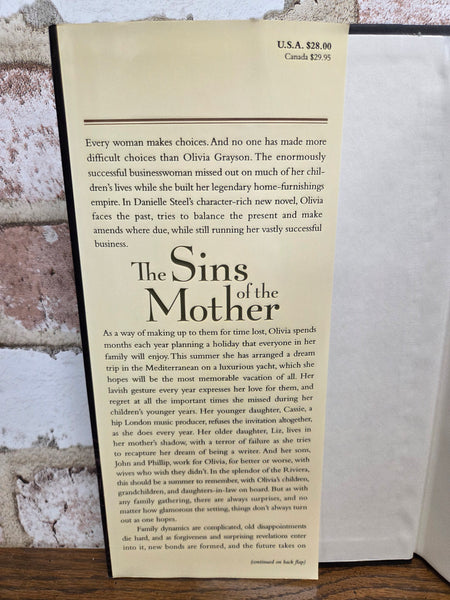 U.S.A. $28.00
Canada $29.95
Every woman makes choices. And no one has made more
difficult choices than Olivia Grayson. The enormously
successful businesswoman missed out on much of her chil-
dren's lives while she built her legendary home-furnishings
empire. In Danielle Steel's character-rich new novel, Olivia
faces the past, tries to balance the present and make
amends where due, while still running her vastly successful
business.
The Sins
of the
Mother
As a way of making up to them for time lost, Olivia spends
months each year planning a holiday that everyone in her
family will enjoy. This summer she has arranged a dream
trip in the Mediterranean on a luxurious yacht, which she
hopes will be the most memorable vacation of all. Her
lavish gesture every year expresses her love for them, and
regret at all the important times she missed during her
children's younger years. Her younger daughter, Cassie, a
hip London music producer, refuses the invitation altogether,
as she does every year. Her older daughter, Liz, lives in
her mother's shadow, with a terror of failure as she tries
to recapture her dream of being a writer. And her sons,
John and Phillip, work for Olivia, for better or worse, with
wives who wish they didn't. In the splendor of the Riviera,
this should be a summer to remember, with Olivia's children,
grandchildren, and daughters-in-law on board. But as with
any family gathering, there are always surprises, and no
matter how glamorous the setting, things don't always turn
out as one hopes.
Family dynamics are complicated, old disappointments
die hard, and as forgiveness and surprising revelations enter
into it, new bonds are formed, and the future takes on
(continued on back flap)